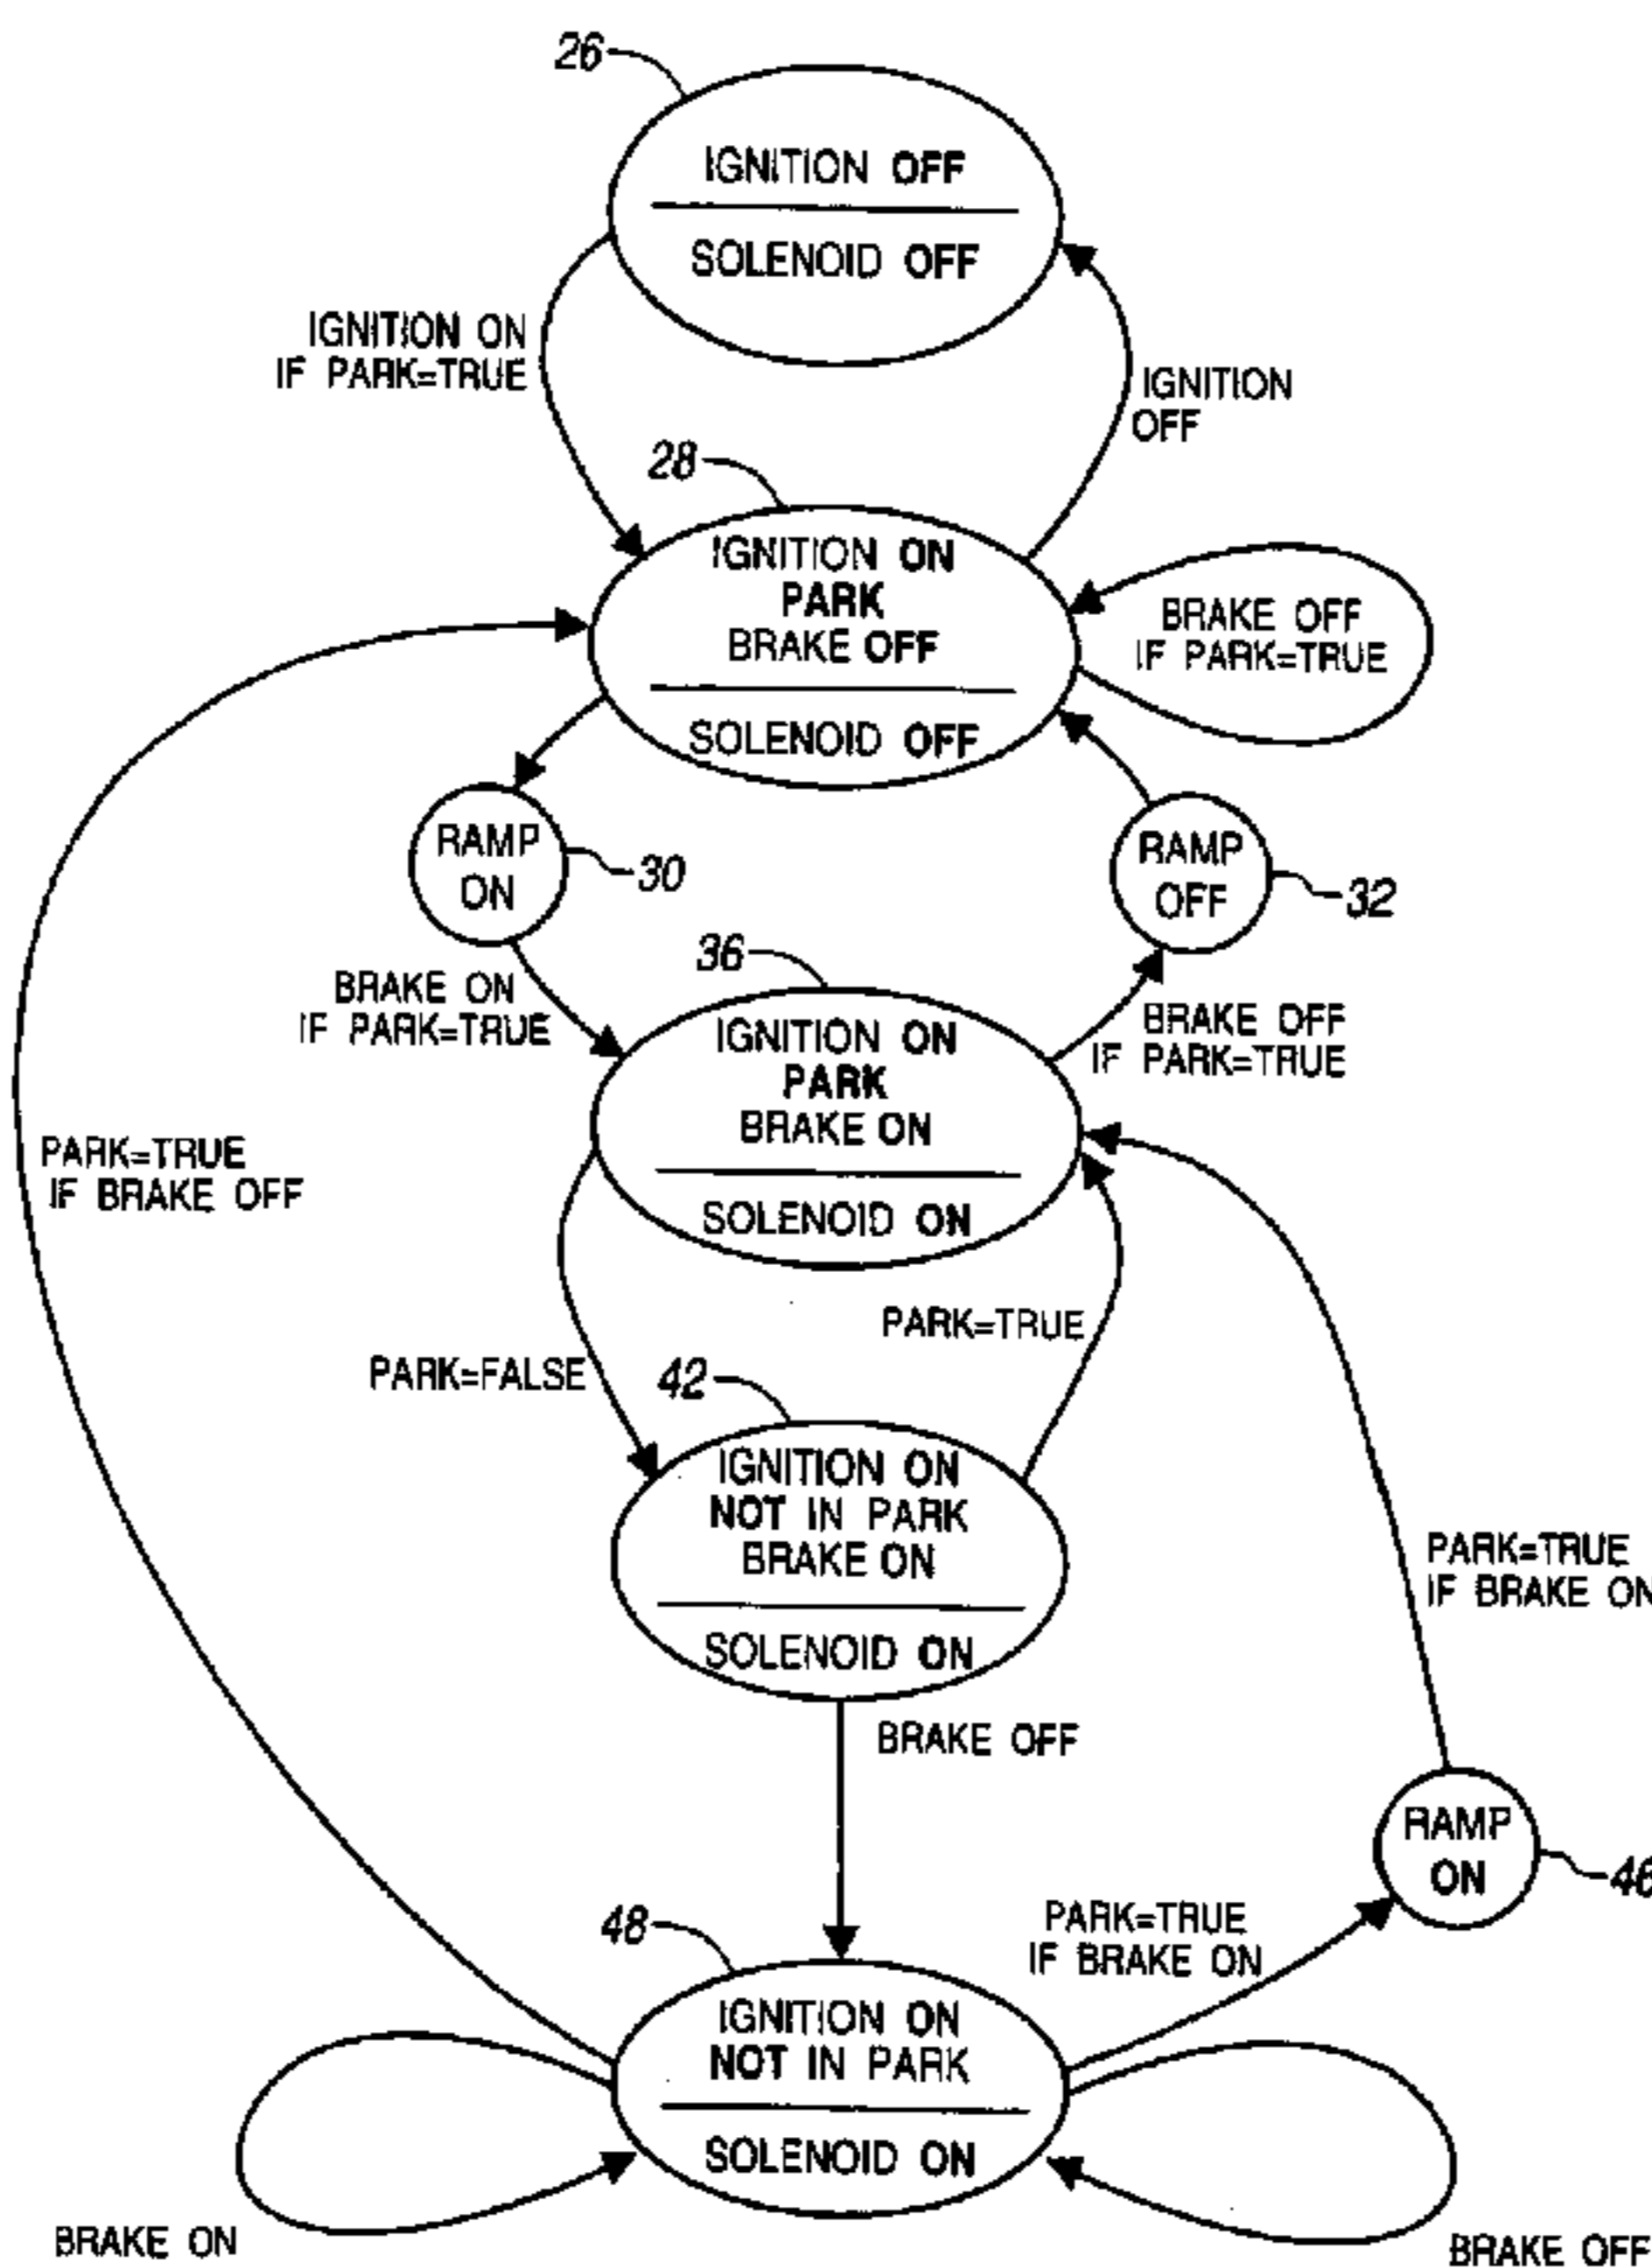 26
IGNITION OFF
SOLENOID OFF
IGNITION ON
IF PARK=TRUE
IGNITION
OFF
28
IGNITION ON
PARK
BRAKE OFF
SOLENOID OFF
BRAKE OFF
IF PARK=TRUE
RAMP
ON
30
RAMP
OFF
32
BRAKE ON
IF PARK=TRUE
36
IGNITION ON
PARK
BRAKE ON
SOLENOID ON
BRAKE OFF
IF PARK=TRUE
PARK=TRUE
IF BRAKE OFF
PARK=FALSE
PARK=TRUE
42
IGNITION ON
NOT IN PARK
BRAKE ON
SOLENOID ON
PARK=TRUE
IF BRAKE ON
BRAKE OFF
RAMP
ON
46
48
PARK=TRUE
IF BRAKE ON
IGNITION ON
NOT IN PARK
SOLENOID ON
BRAKE ON
BRAKE OFF